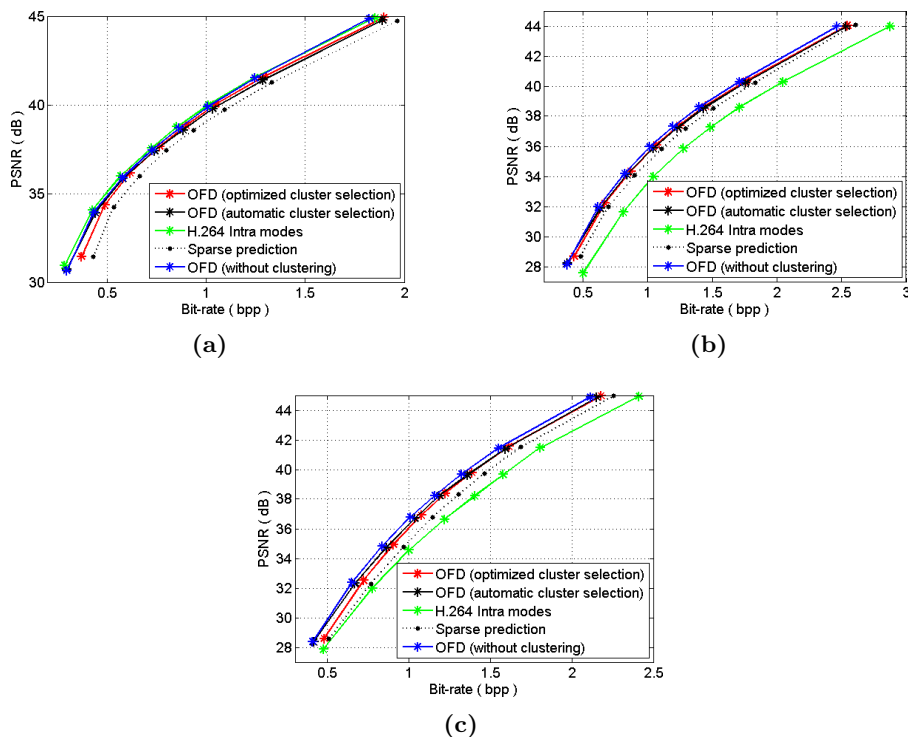 45
40
35
30
PSNR ( dB )
0.5 1 1.5 2
Bit-rate ( bpp )
OFD (optimized cluster selection)
OFD (automatic cluster selection)
H.264 Intra modes
Sparse prediction
OFD (without clustering)
(a)
44
42
40
38
36
34
32
30
28
PSNR ( dB )
0.5 1 1.5 2 2.5 3
Bit-rate ( bpp )
OFD (optimized cluster selection)
OFD (automatic cluster selection)
H.264 Intra modes
Sparse prediction
OFD (without clustering)
(b)
44
42
40
38
36
34
32
30
28
PSNR ( dB )
0.5 1 1.5 2 2.5
Bit-rate ( bpp )
OFD (optimized cluster selection)
OFD (automatic cluster selection)
H.264 Intra modes
Sparse prediction
OFD (without clustering)
(c)